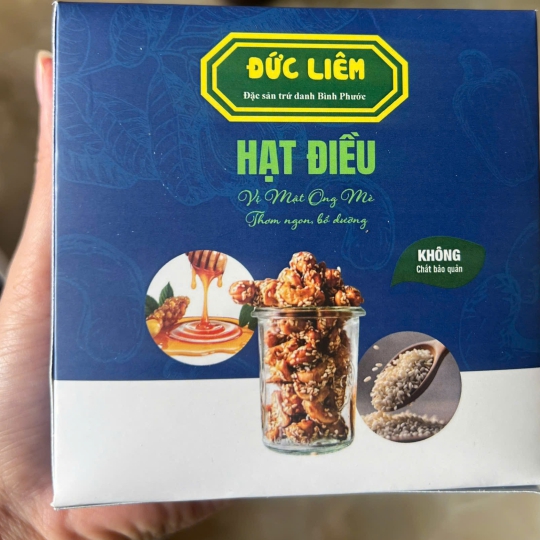 ĐỨC LIÊM
Đặc sản trứ danh Bình Phước
HẠT ĐIỀU
Vị Mật Ong Mè
Thơm ngon, bổ dưỡng
KHÔNG
Chất bảo quản